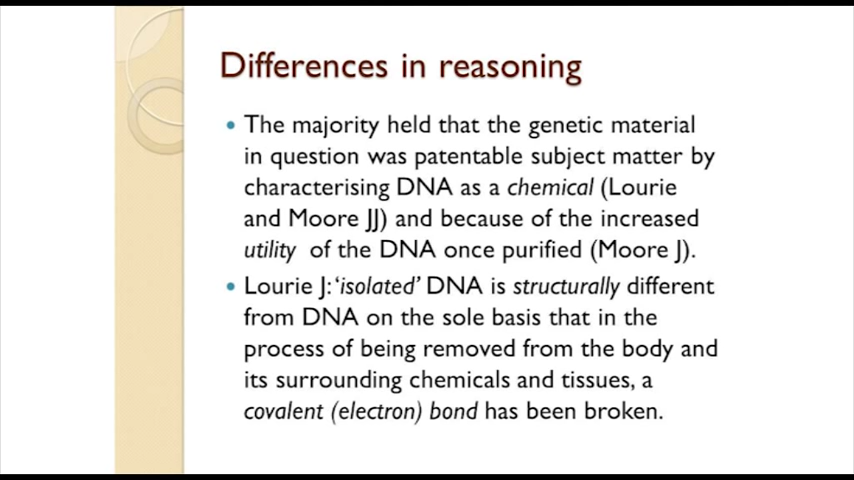 Differences in reasoning
• The majority held that the genetic material
in question was patentable subject matter by
characterising DNA as a chemical (Lourie
and Moore JJ) and because of the increased
utility of the DNA once purified (Moore J).
• Lourie J: 'isolated' DNA is structurally different
from DNA on the sole basis that in the
process of being removed from the body and
its surrounding chemicals and tissues, a
covalent (electron) bond has been broken.